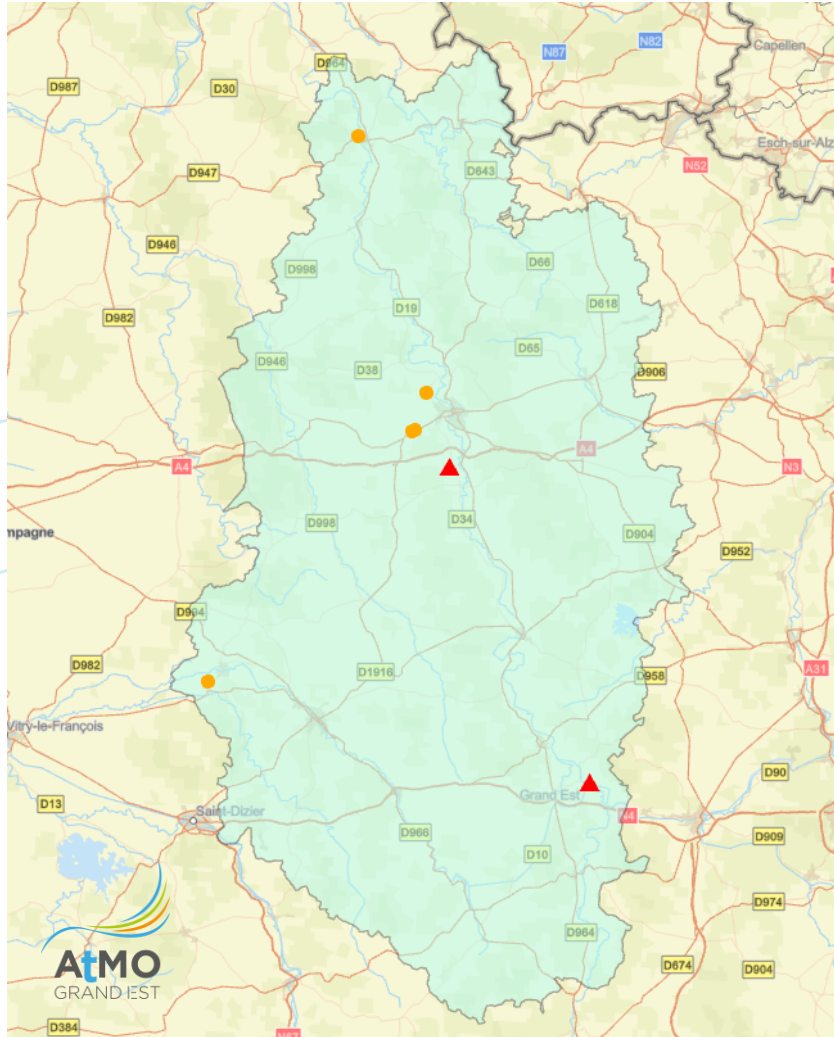 N82
Capellen
N87
D964
D987
D30
Esch-sur-Alz
N52
D947
D643
D946
D66
D998
D618
D19
D982
D65
D946
D38
D906
A4
A4
N3
D998
D34
mpagne
D904
D952
D994
D982
D1916
D958
A31
Vitry-le-François
D90
Grand Est
D13
Saint-Dizier
N4
D966
D909
D10
D974
D964
D674
D904
AtMO
GRAND EST
D384
N67